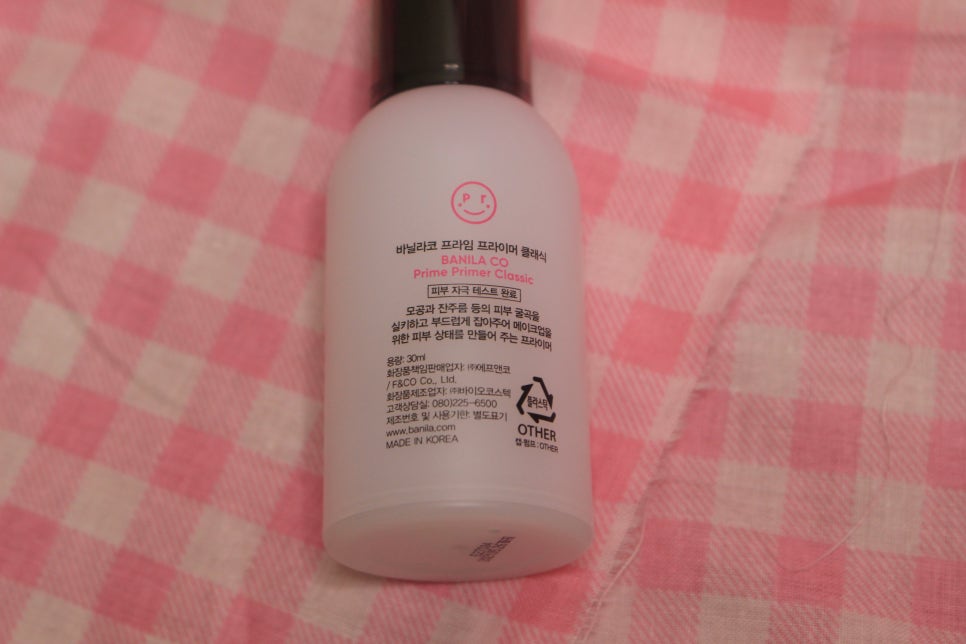 P r
바닐라코 프라임 프라이머 클래식
BANILA CO
Prime Primer Classic
피부 자극 테스트 완료
모공과 잔주름 등의 피부 굴곡을
실키하고 부드럽게 잡아주어 메이크업을
위한 피부 상태를 만들어 주는 프라이머
용량: 30ml
화장품책임판매업자: ㈜에프앤코
/ F&CO Co., Ltd.
화장품제조업자: ㈜바이오코스텍
고객상담실: 080)225-6500
제조번호 및 사용기한: 별도표기
www.banila.com
MADE IN KOREA
플라스틱
OTHER
캡·펌프: OTHER